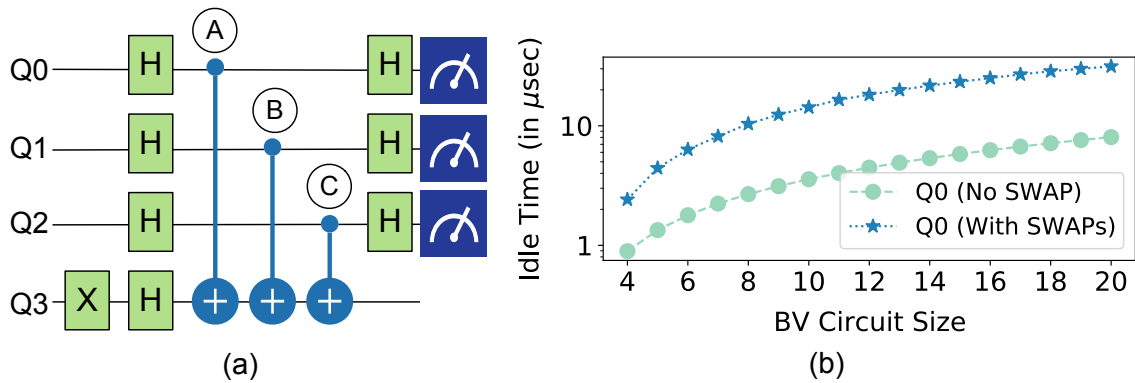 A
Q0 H H
B
Q1 H H
C
Q2 H H
Q3 X H
(a)
Idle Time (in μsec)
10
1
Q0 (No SWAP)
Q0 (With SWAPs)
4 6 8 10 12 14 16 18 20
BV Circuit Size
(b)